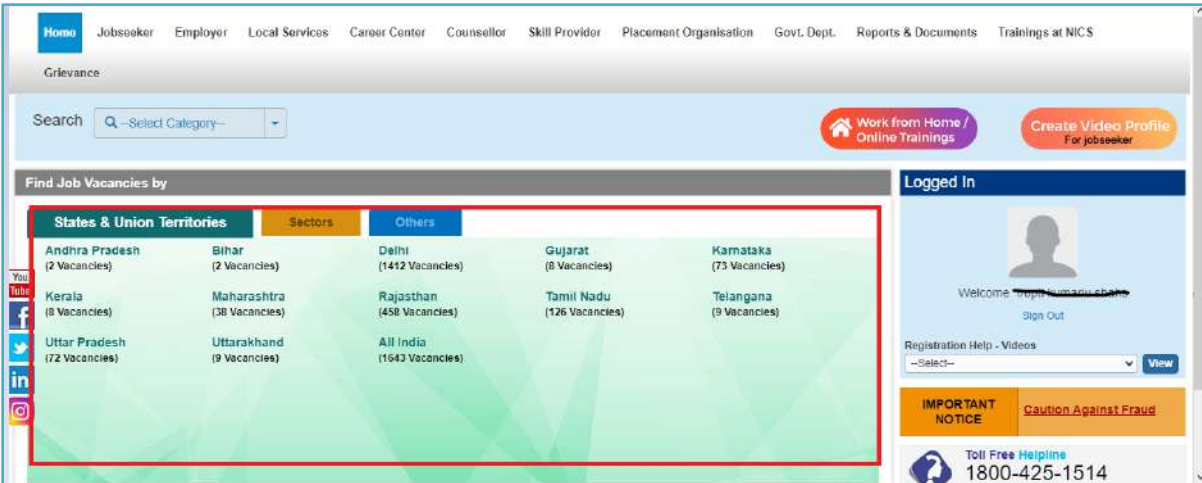 Home Jobseeker Employer Local Services Career Center Counsellor Skill Provider Placement Organisation Govt. Dept. Reports & Documents Trainings at NICS
Grievance
Search --Select Category--
Work from Home /
Online Trainings
Create Video Profile
For jobseeker
Find Job Vacancies by
States & Union Territories Sectors Others
Andhra Pradesh Bihar Delhi Gujarat Karnataka
(2 Vacancies) (2 Vacancies) (1412 Vacancies) (8 Vacancies) (73 Vacancies)
Kerala Maharashtra Rajasthan Tamil Nadu Telangana
(8 Vacancies) (38 Vacancies) (458 Vacancies) (126 Vacancies) (9 Vacancies)
Uttar Pradesh Uttarakhand All India
(72 Vacancies) (9 Vacancies) (1643 Vacancies)
You
Tube
f
in
Logged In
Welcome
Sign Out
Registration Help - Videos
--Select-- View
IMPORTANT
NOTICE
Caution Against Fraud
Toll Free Helpline
1800-425-1514